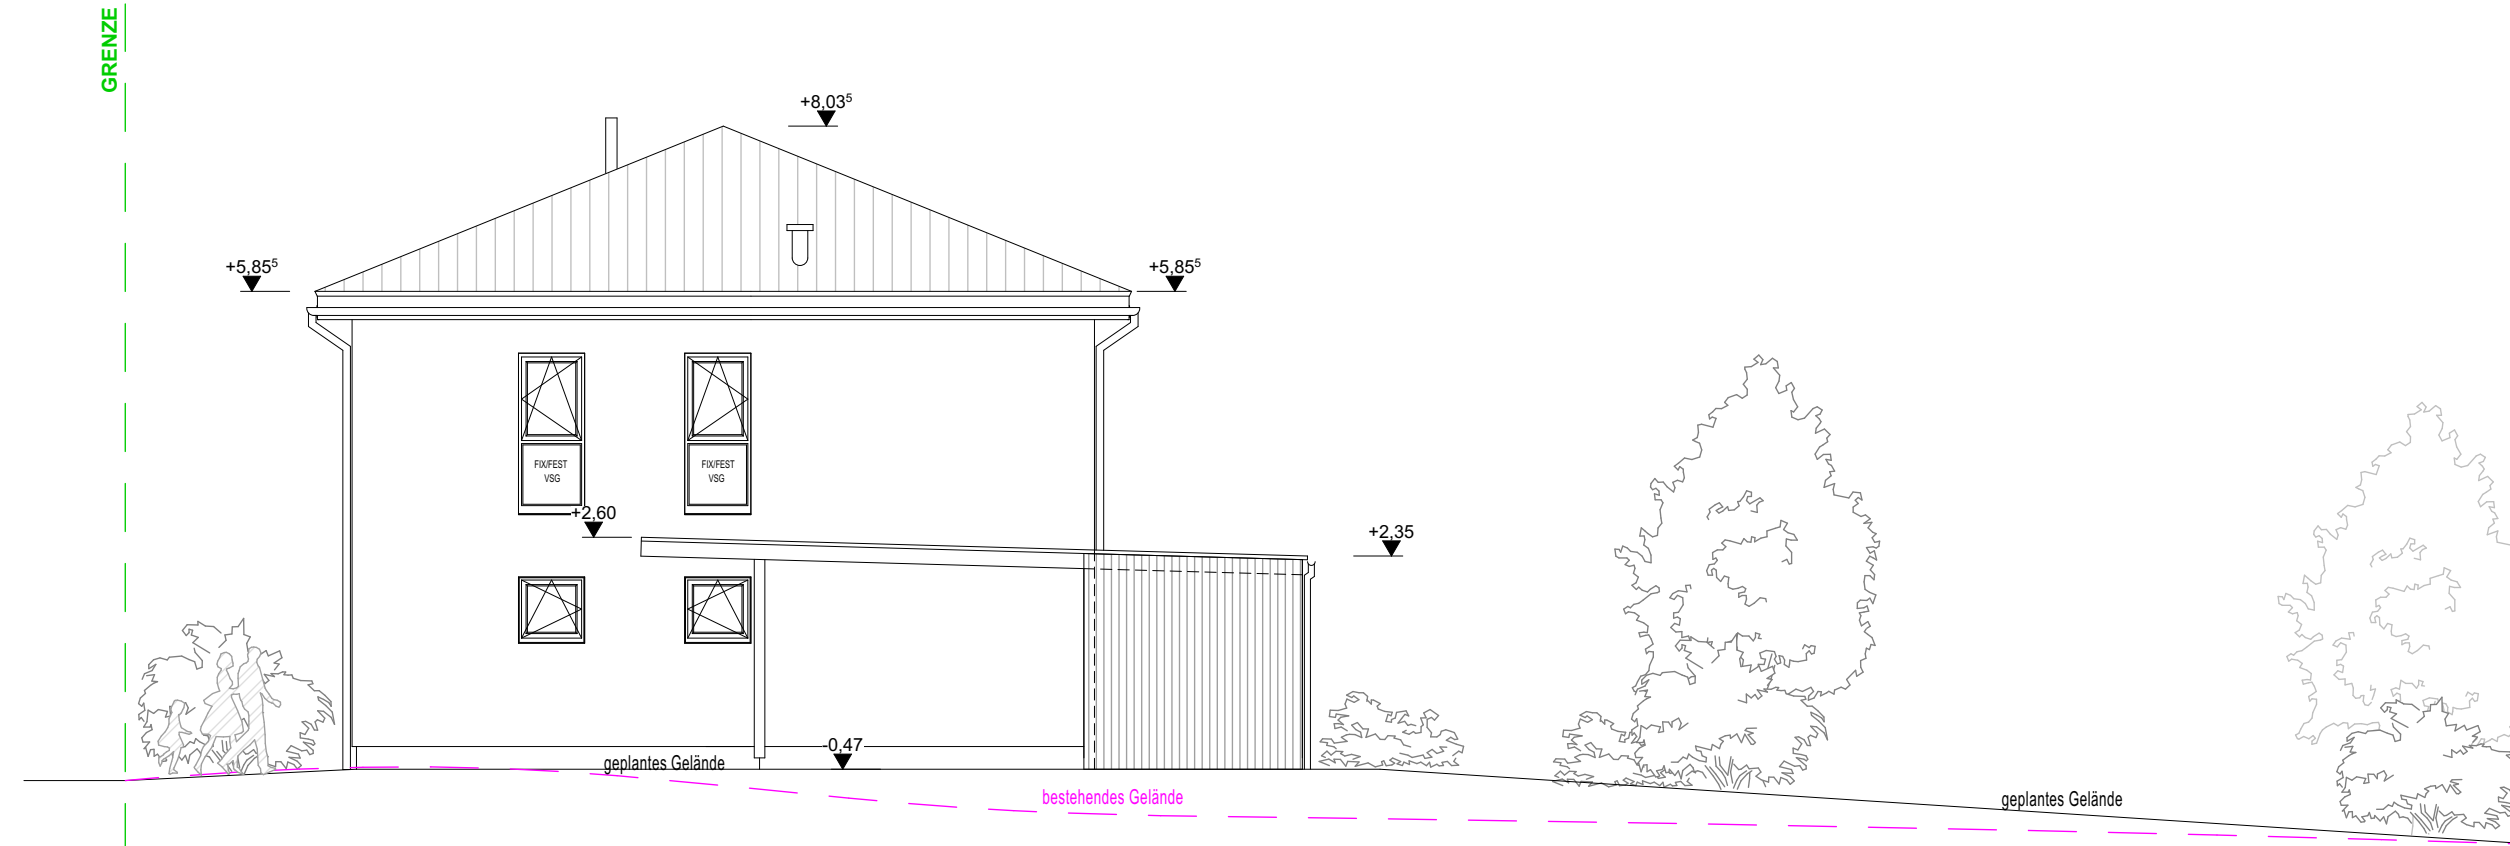 GRENZE
+8,03⁵
+5,85⁵
+5,85⁵
FIX/FEST
VSG
FIX/FEST
VSG
+2,60
+2,35
-0,47
geplantes Gelände
bestehendes Gelände
geplantes Gelände